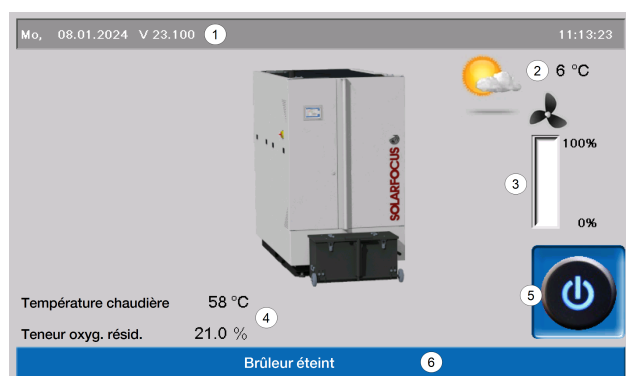 Mo, 08.01.2024 V 23.100 1 11:13:23
2 6 °C
100%
3
0%
SOLARFOCUS
5
Température chaudière 58 °C
4
Teneur oxyg. résid. 21.0 %
Brûleur éteint 6